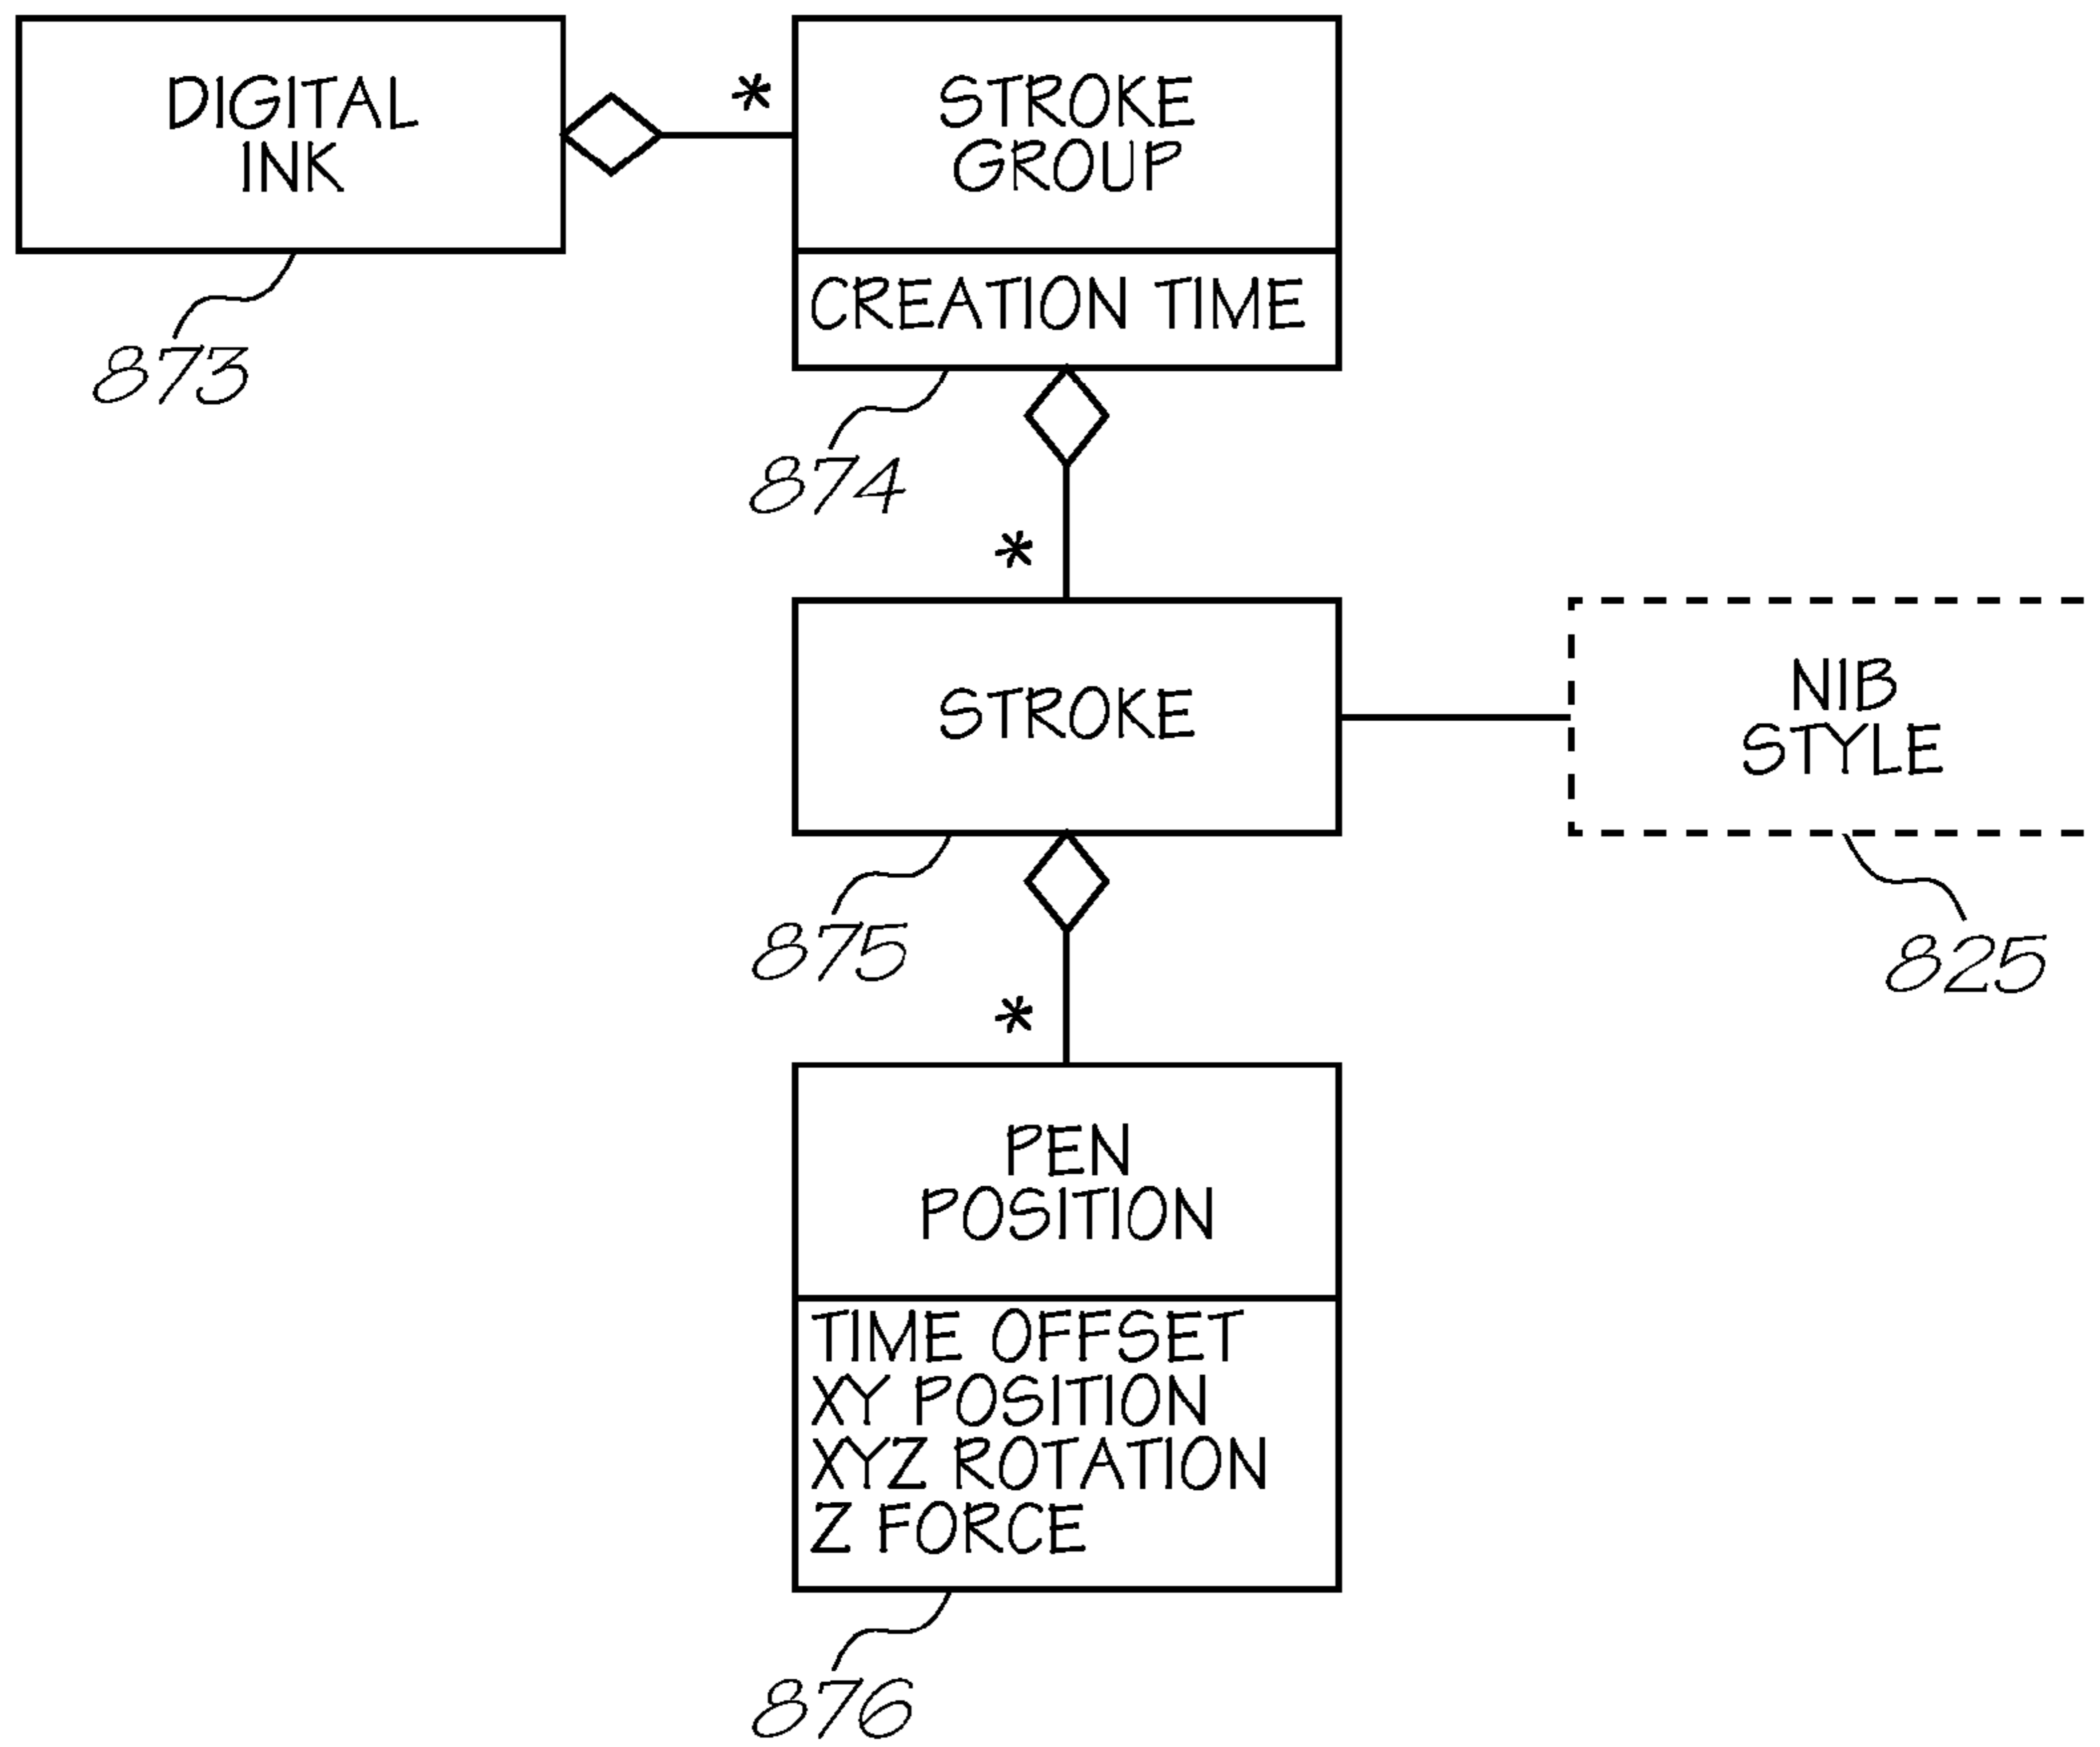 DIGITAL
INK
873
*
STROKE
GROUP
CREATION TIME
874
*
STROKE
875
NIB
STYLE
825
*
PEN
POSITION
TIME OFFSET
XY POSITION
XYZ ROTATION
Z FORCE
876